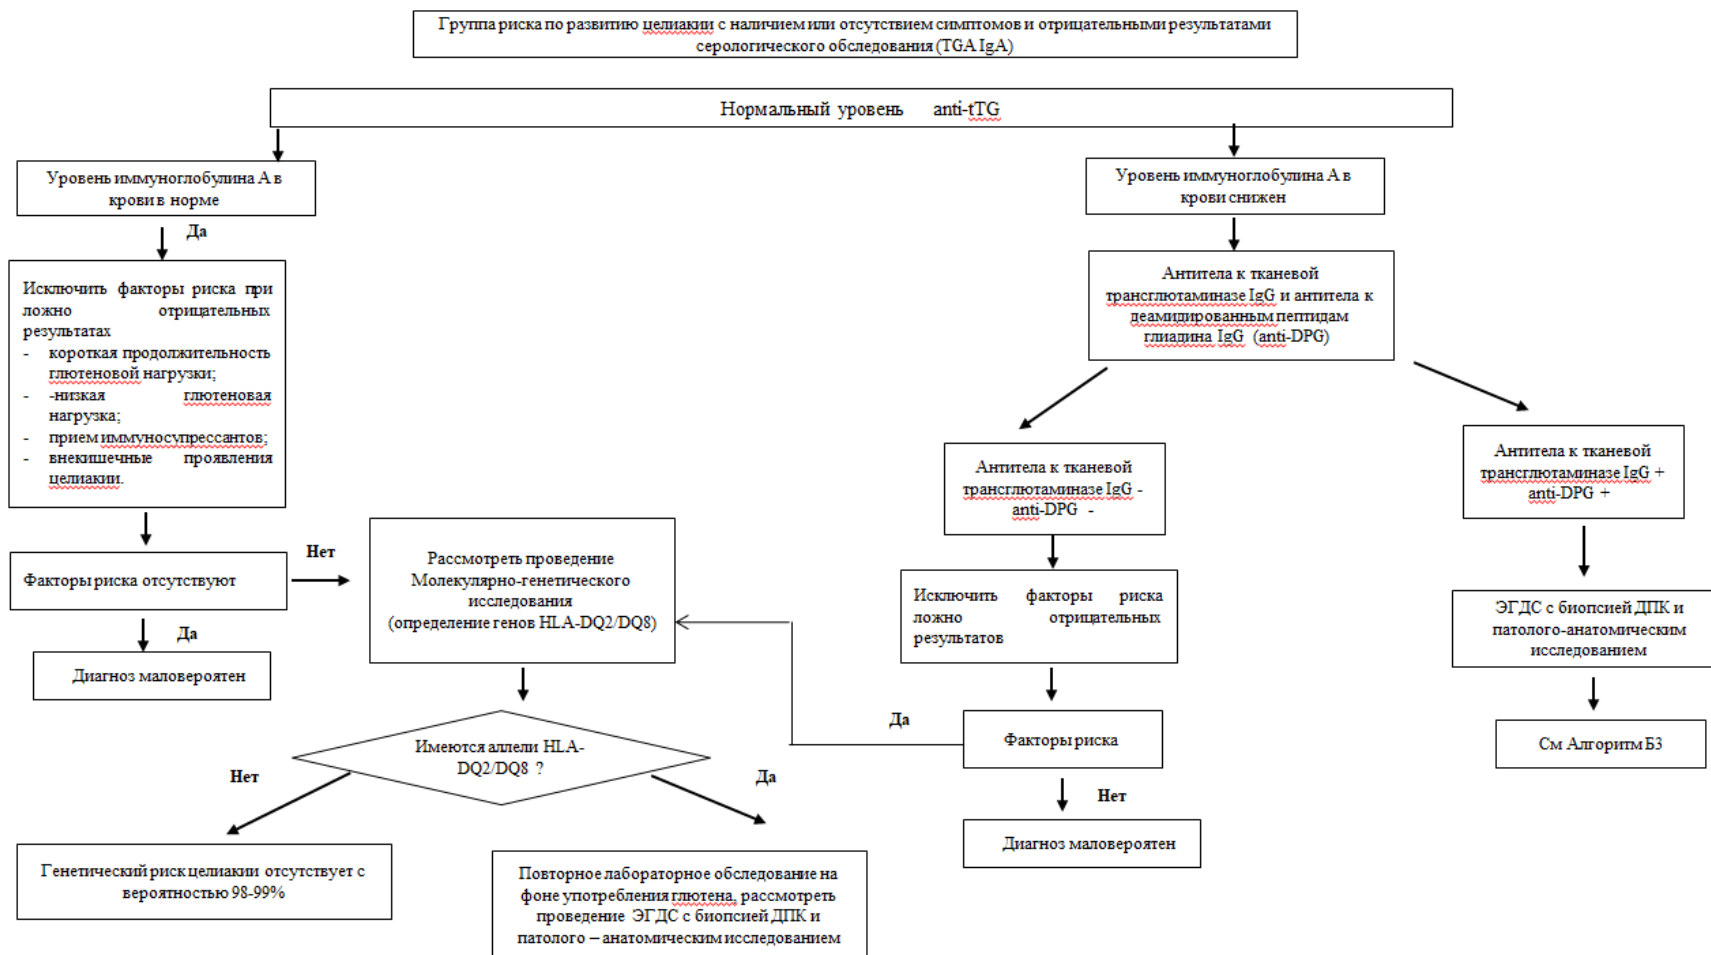 Группа риска по развитию целиакии с наличием или отсутствием симптомов и отрицательными результатами
серологического обследования (TGA IgA)
Нормальный уровень anti-tTG
Уровень иммуноглобулина А в
крови в норме
Да
Исключить факторы риска при
ложно отрицательных
результатах
- короткая продолжительность
глютеновой нагрузки;
- -низкая глютеновая
нагрузка;
- прием иммуносупрессантов;
- внекишечные проявления
целиакии.
Факторы риска отсутствуют
Нет
Да
Диагноз маловероятен
Рассмотреть проведение
Молекулярно-генетического
исследования
(определение генов HLA-DQ2/DQ8)
Имеются аллели HLA-
DQ2/DQ8 ?
Нет
Да
Генетический риск целиакии отсутствует с
вероятностью 98-99%
Повторное лабораторное обследование на
фоне употребления глютена, рассмотреть
проведение ЭГДС с биопсией ДПК и
патолого – анатомическим исследованием
Уровень иммуноглобулина А в
крови снижен
Антитела к тканевой
трансглютаминазе IgG и антитела к
деамидированным пептидам
глиадина IgG (anti-DPG)
Антитела к тканевой
трансглютаминазе IgG -
anti-DPG -
Исключить факторы риска
ложно отрицательных
результатов
Факторы риска
Да
Нет
Диагноз маловероятен
Антитела к тканевой
трансглютаминазе IgG +
anti-DPG +
ЭГДС с биопсией ДПК и
патолого-анатомическим
исследованием
См Алгоритм Б3